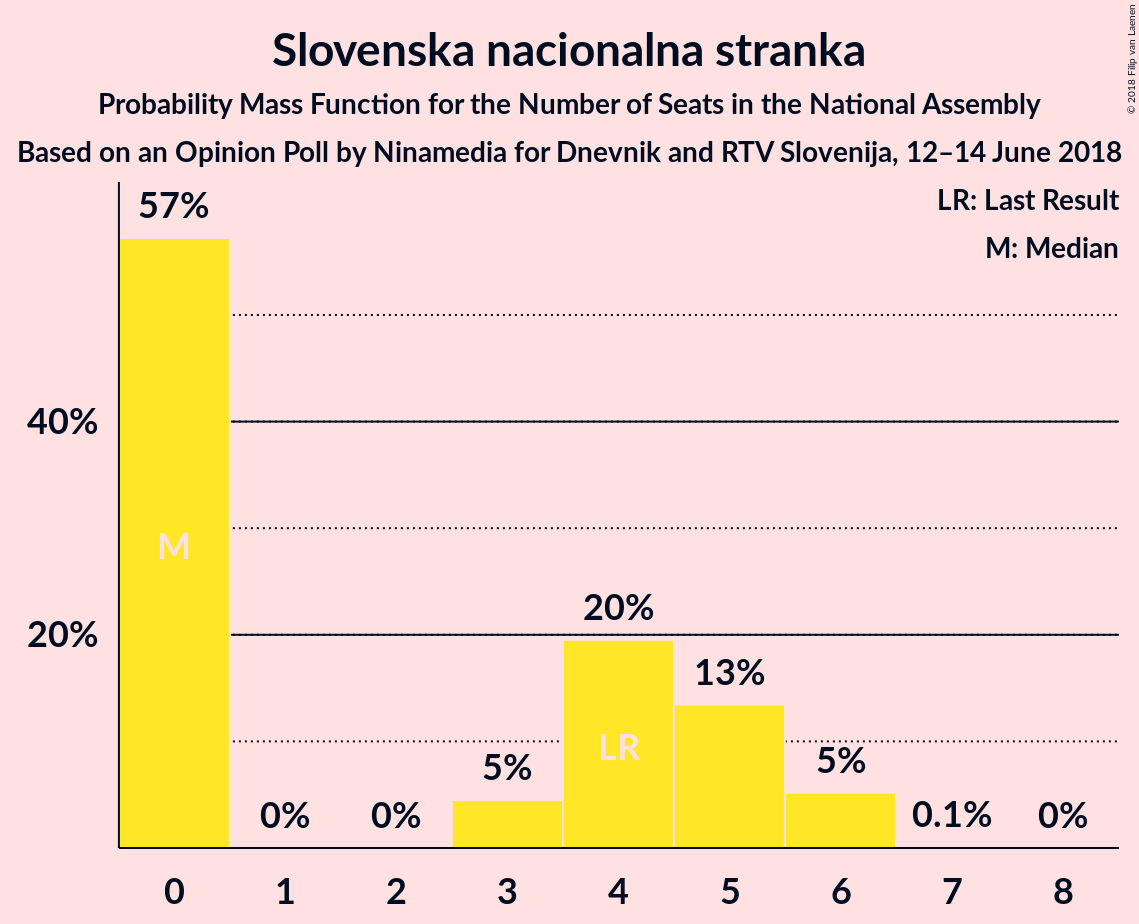 Slovenska nacionalna stranka
Probability Mass Function for the Number of Seats in the National Assembly
Based on an Opinion Poll by Ninamedia for Dnevnik and RTV Slovenija, 12–14 June 2018
© 2018 Filip van Laenen
LR: Last Result
M: Median
57%
40%
M
20%
20%
13%
LR
5%
5%
0%
0%
0.1%
0%
0 1 2 3 4 5 6 7 8